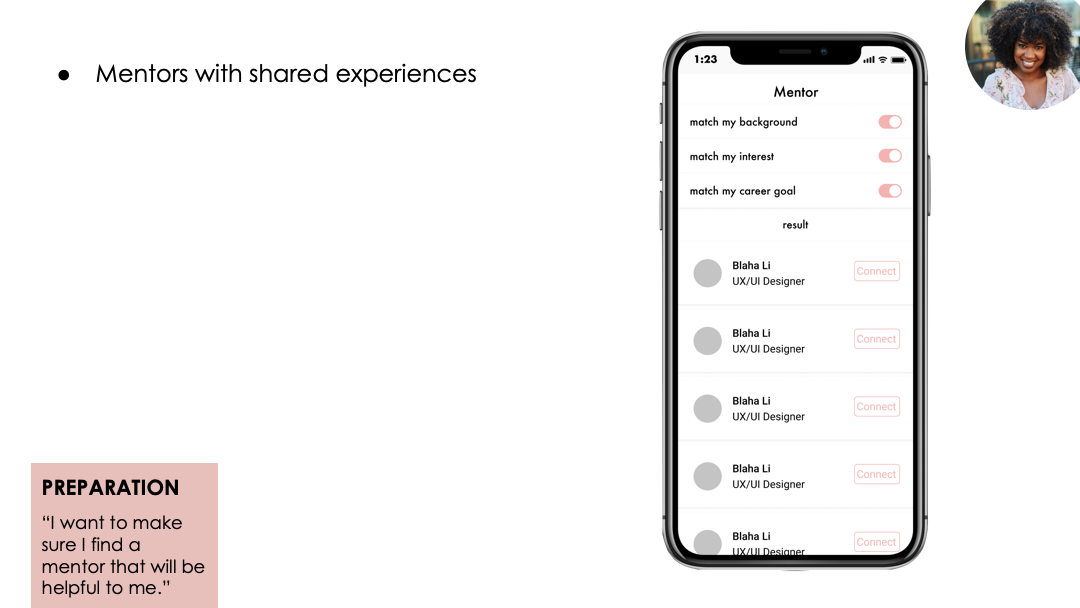 ● Mentors with shared experiences
1:23
Mentor
match my background
match my interest
match my career goal
result
Blaha Li
UX/UI Designer
Connect
Blaha Li
UX/UI Designer
Connect
Blaha Li
UX/UI Designer
Connect
Blaha Li
UX/UI Designer
Connect
Blaha Li
UX/UI Designer
Connect
PREPARATION
“I want to make
sure I find a
mentor that will be
helpful to me.”